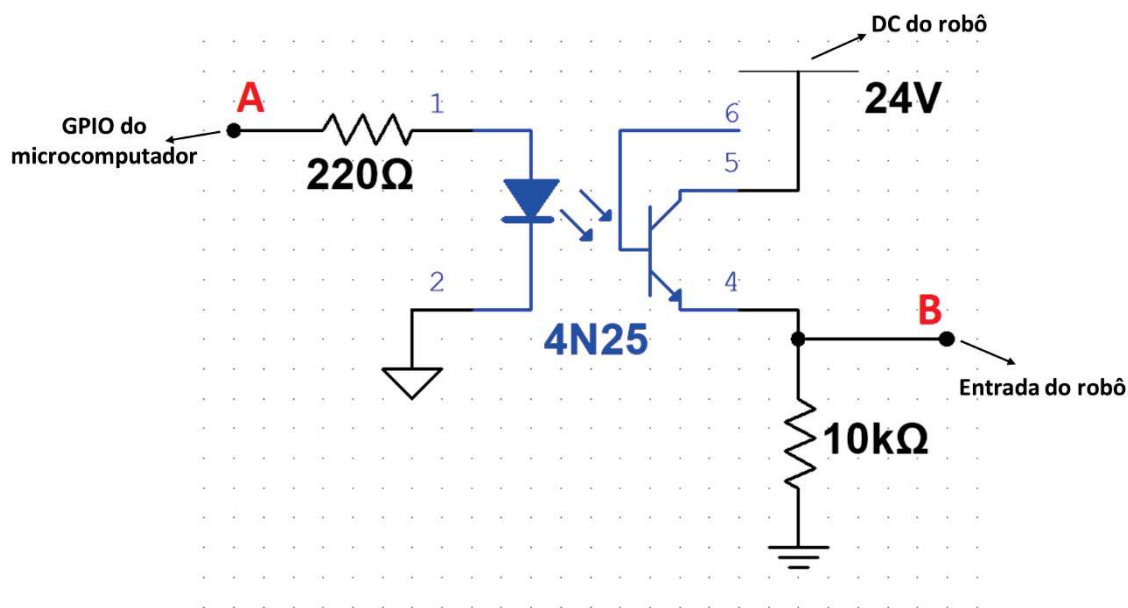 DC do robô
24V
A
GPIO do
microcomputador
1
220Ω
6
5
2
4
4N25
B
Entrada do robô
10kΩ